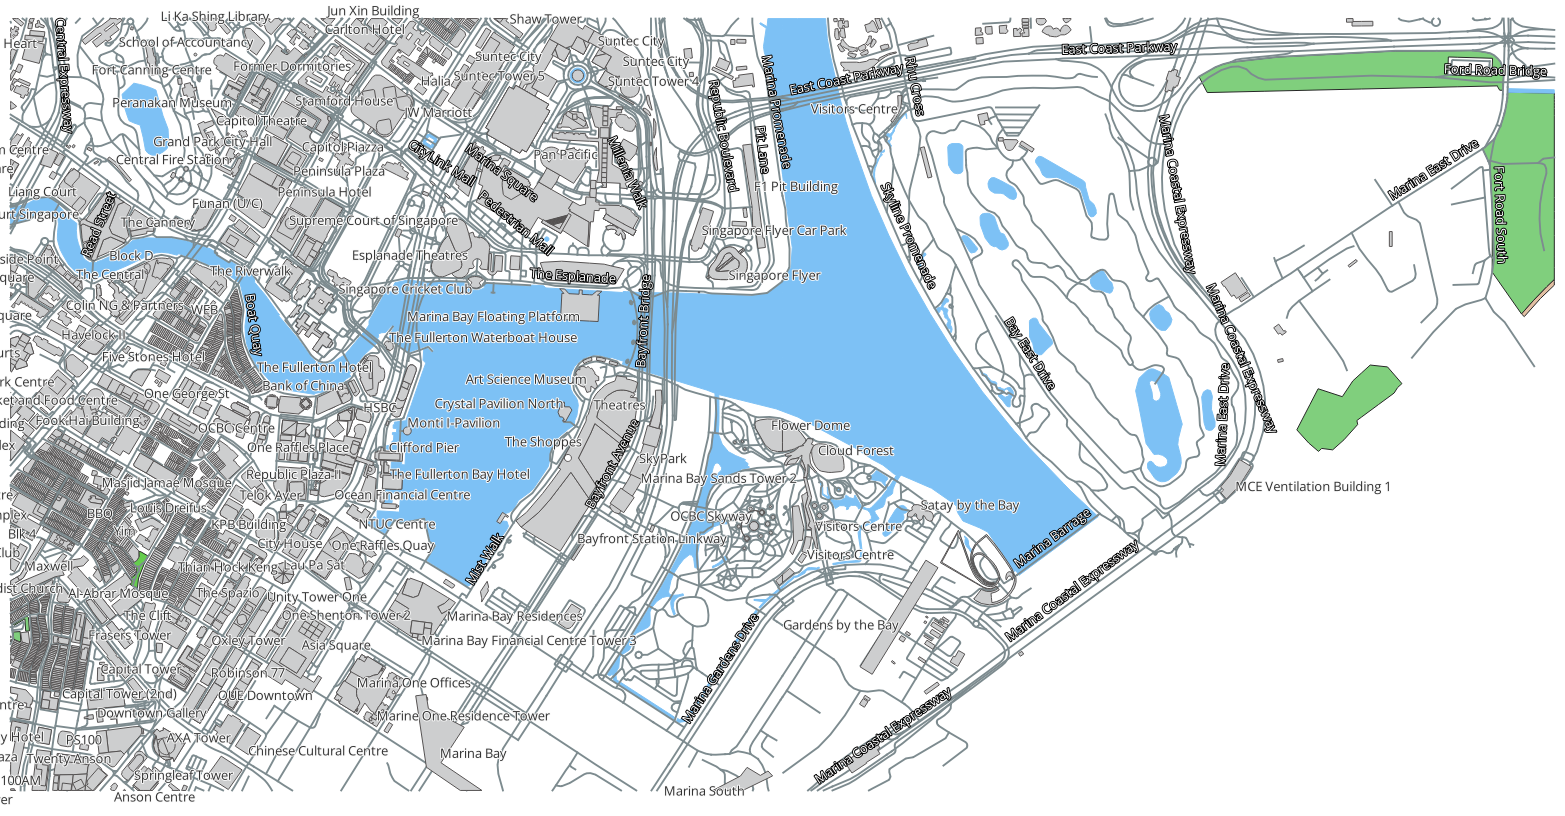 Li Ka Shing Library
Jun Xin Building
Shaw Tower
Carlton Hotel
Central Expressway
Heart
School of Accountancy
Suntec City
Suntec City
Suntec City
East Coast Parkway
Fort Canning Centre
Former Dormitories
Halia
Suntec Tower 5
Suntec Tower 4
East Coast Parkway
Ford Road Bridge
Peranakan Museum
Stamford House
JW Marriott
Republic Boulevard
Marina Promenade
Visitors Centre
Rhu Cross
Capitol Theatre
Marina Coastal Expressway
Grand Park City Hall
Capitol Piazza
CityLink Mall
Marina Square
Pan Pacific
Millenia Walk
Pit Lane
Marina East Drive
Central Fire Station
Peninsula Plaza
Peninsula Hotel
F1 Pit Building
Fort Road South
Liang Court
Funan (U/C)
Pedestrian Mall
Skyline Promenade
urt Singapore
Read Street
The Cannery
Supreme Court of Singapore
Singapore Flyer Car Park
side Point
Block D
Esplanade Theatres
The Central
The Riverwalk
The Esplanade
Singapore Flyer
quare
Singapore Cricket Club
Bayfront Bridge
Marina Coastal Expressway
Colin NG & Partners
WEB
Boat Quay
Marina Bay Floating Platform
Havelock II
The Fullerton Waterboat House
Bay East Drive
Five Stones Hotel
The Fullerton Hotel
Art Science Museum
Bank of China
rk Centre
One George St
Marina East Drive
ket and Food Centre
HSBC
Crystal Pavilion North
Theatres
Fook Hai Building
OCBC Centre
Monti I-Pavilion
Flower Dome
One Raffles Place
Clifford Pier
The Shoppes
Bayfront Avenue
Cloud Forest
SkyPark
Republic Plaza II
The Fullerton Bay Hotel
Marina Bay Sands Tower 2
Masjid Jamae Mosque
MCE Ventilation Building 1
Telok Ayer
Ocean Financial Centre
Louis Dreifus
Satay by the Bay
BBQ
OCBC Skyway
KPB Building
NTUC Centre
Visitors Centre
Blk 4
Yim
City House
One Raffles Quay
Bayfront Station Linkway
Marina Barrage
Visitors Centre
Maxwell
Thian Hock Keng
Lau Pa Sat
Mist Walk
Al-Abrar Mosque
The Spazio
Unity Tower One
Marina Coastal Expressway
The Clift
One Shenton Tower 2
Marina Bay Residences
Gardens by the Bay
Frasers Tower
Oxley Tower
Asia Square
Marina Bay Financial Centre Tower 3
Marina Gardens Drive
Capital Tower
Robinson 77
Marina One Offices
Capital Tower (2nd)
OUE Downtown
Downtown Gallery
Marine One Residence Tower
Marina Coastal Expressway
y Hotel
PS100
AXA Tower
Chinese Cultural Centre
Marina Bay
Twenty Anson
100AM
Springleaf Tower
Marina South
Anson Centre